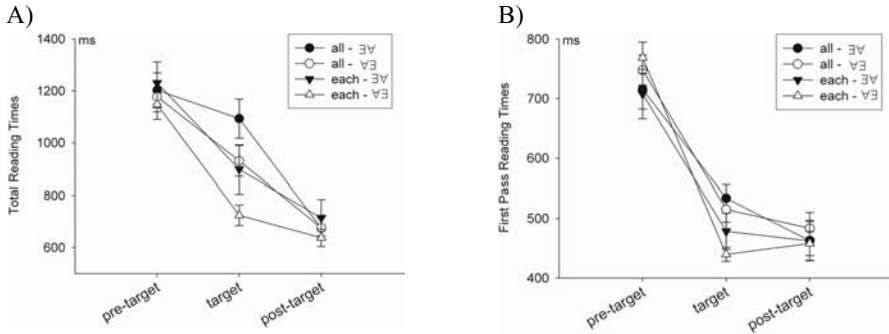 A)
1400
1200
1000
800
600
ms
Total Reading Times
all - ∃∀
all - ∀∃
each - ∃∀
each - ∀∃
pre-target
target
post-target
B)
800
700
600
500
400
ms
First Pass Reading Times
all - ∃∀
all - ∀∃
each - ∃∀
each - ∀∃
pre-target
target
post-target